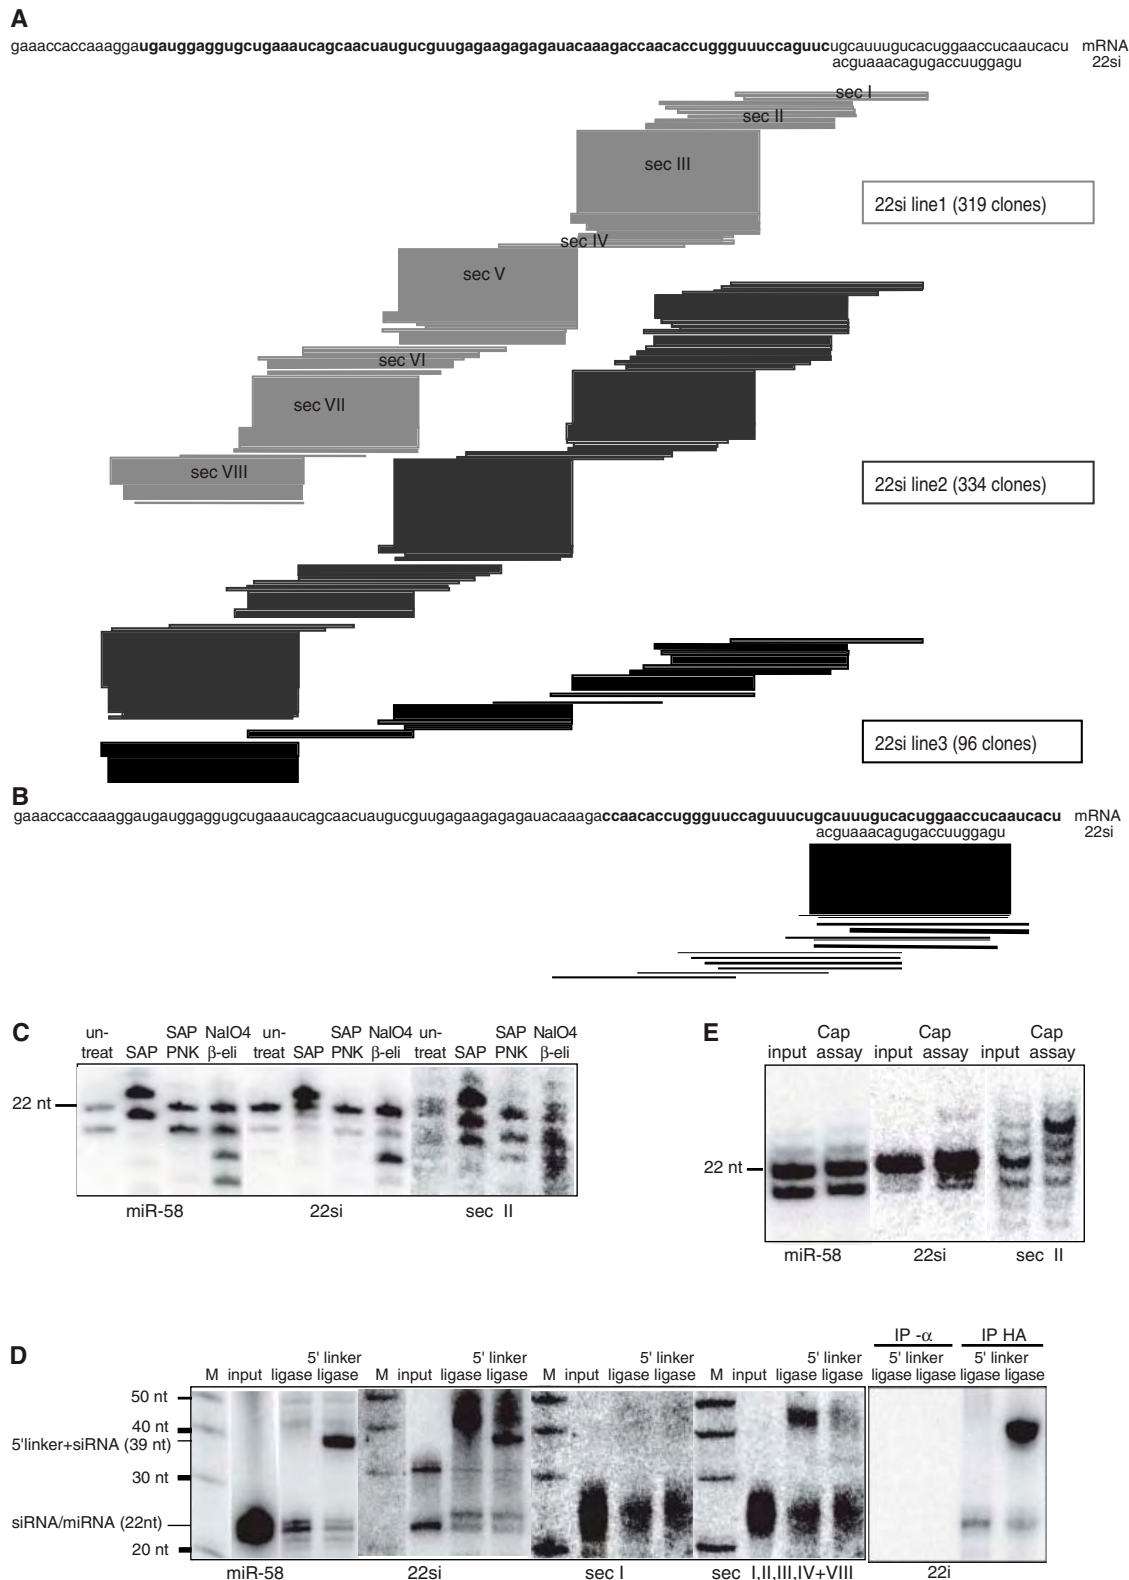 A
gaaaccaccaaaggaugauggaggugcugaaaucagcaacuaugucguugagaagagagauacaaagaccaacaccuggguuuccaguucugcauuugucacuggaaccucaaucacu mRNA
acguaaacagugaccuuggagu 22si
sec I
sec II
sec III
22si line1 (319 clones)
sec IV
sec V
sec VI
sec VII
sec VIII
22si line2 (334 clones)
22si line3 (96 clones)
B
gaaaccaccaaaggaugauggaggugcugaaaucagcaacuaugucguugagaagagagauacaaagaccaacaccuggguuccaguuucugcauuugucacuggaaccucaaucacu mRNA
acguaaacagugaccuuggagu 22si
C
un- SAP NaIO4 un- SAP NaIO4 un- SAP NaIO4
treat SAP PNK β-eli treat SAP PNK β-eli treat SAP PNK β-eli
22 nt
miR-58 22si sec II
E
Cap Cap Cap
input assay input assay input assay
22 nt
miR-58 22si sec II
D
IP -α IP HA
5' linker 5' linker 5' linker 5' linker 5' linker 5' linker
M input ligase ligase M input ligase ligase M input ligase ligase M input ligase ligase ligase ligase ligase ligase
50 nt
40 nt
5'linker+siRNA (39 nt)
30 nt
siRNA/miRNA (22nt)
20 nt
miR-58 22si sec I sec I,II,III,IV+VIII 22i